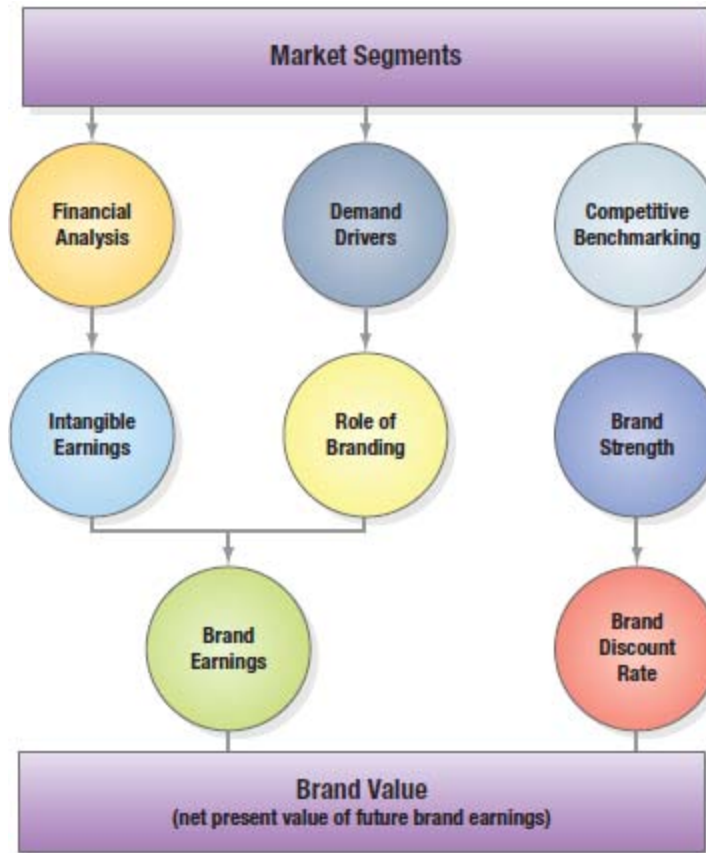 Market Segments
Financial
Analysis
Demand
Drivers
Competitive
Benchmarking
Intangible
Earnings
Role of
Branding
Brand
Strength
Brand
Earnings
Brand
Discount
Rate
Brand Value
(net present value of future brand earnings)